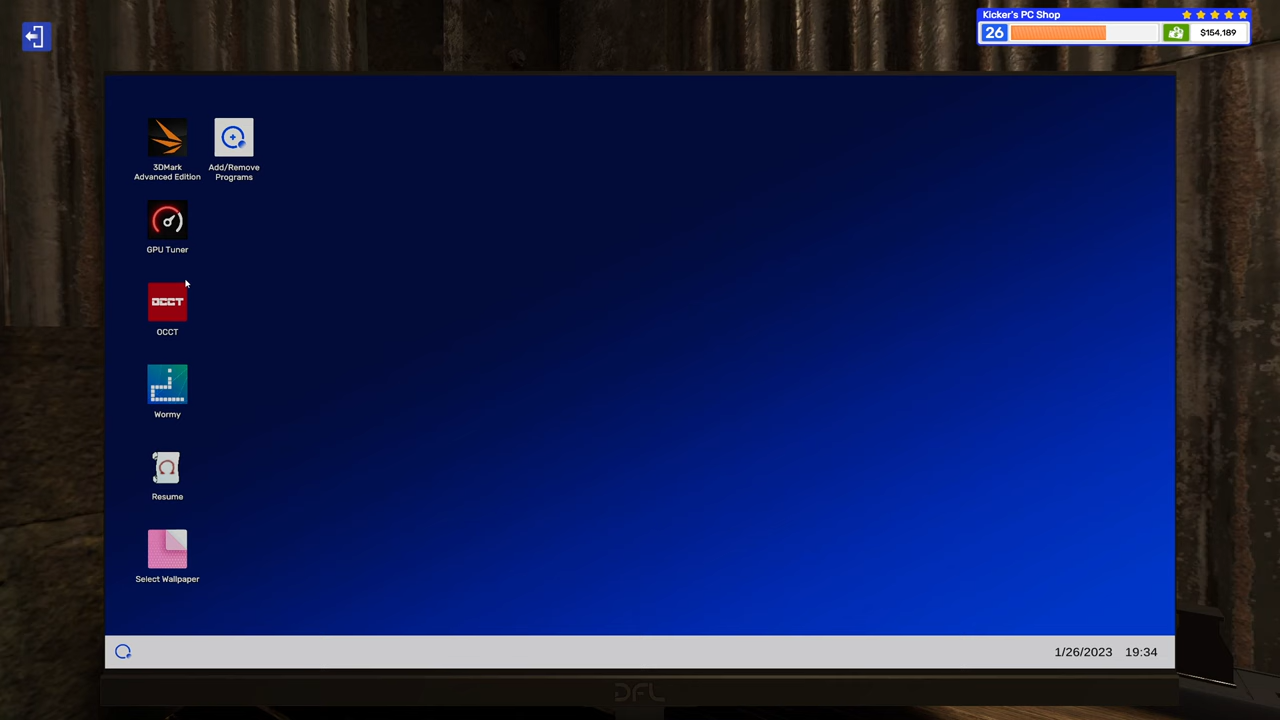 Kicker's PC Shop
26
$154,189
3DMark
Advanced Edition
Add/Remove
Programs
GPU Tuner
OCCT
OCCT
Wormy
Resume
Select Wallpaper
1/26/2023 19:34
DFL